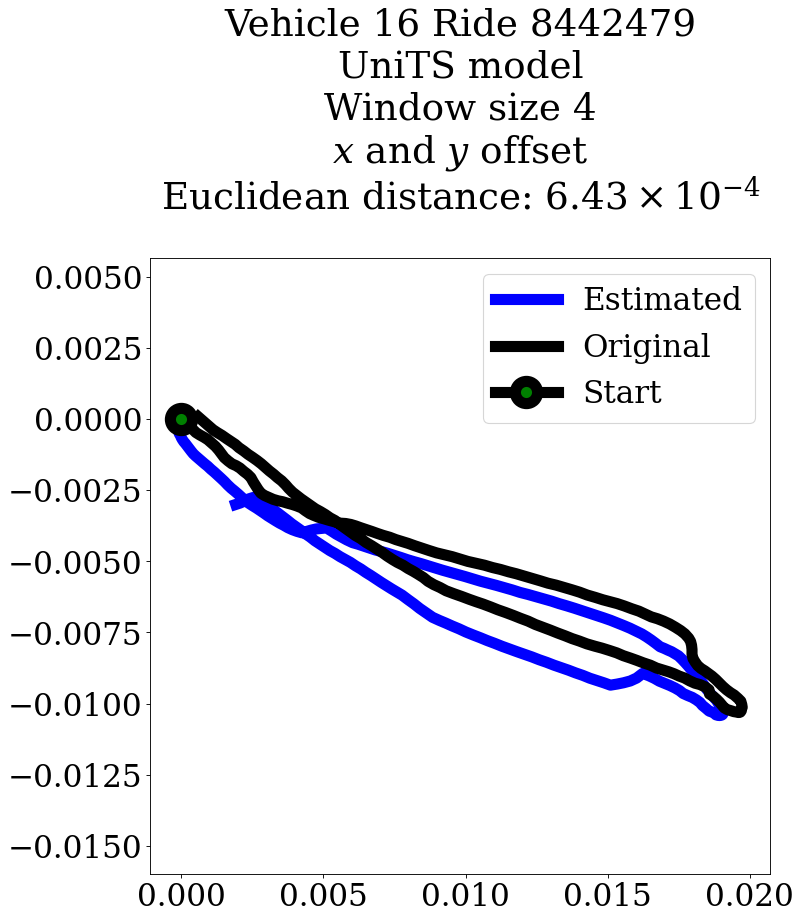 Vehicle 16 Ride 8442479
UniTS model
Window size 4
x and y offset
Euclidean distance: 6.43 × 10⁻⁴
Estimated
Original
Start
0.0050
0.0025
0.0000
−0.0025
−0.0050
−0.0075
−0.0100
−0.0125
−0.0150
0.000 0.005 0.010 0.015 0.020